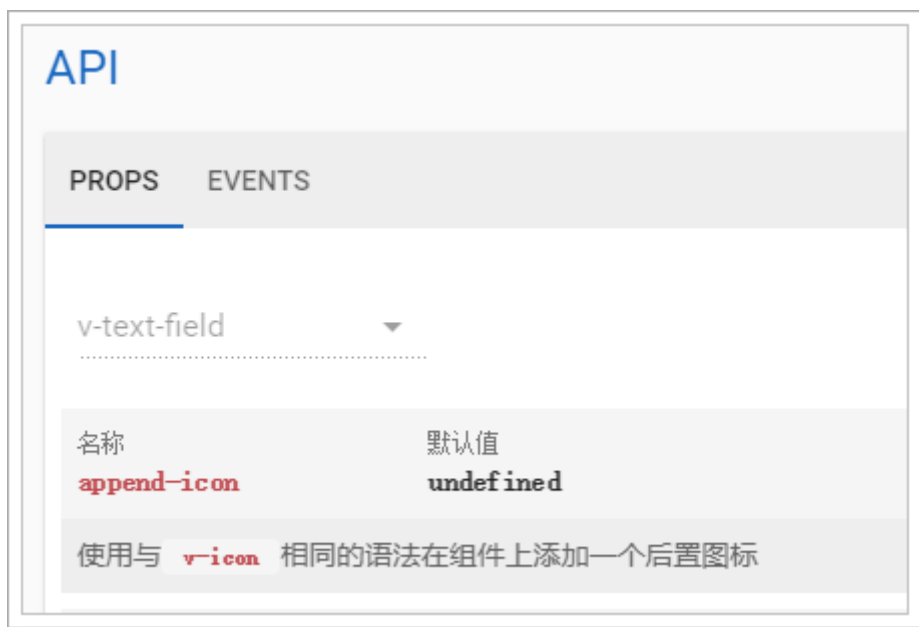 API
PROPS EVENTS
v-text-field
名称 默认值
append-icon undefined
使用与 v-icon 相同的语法在组件上添加一个后置图标